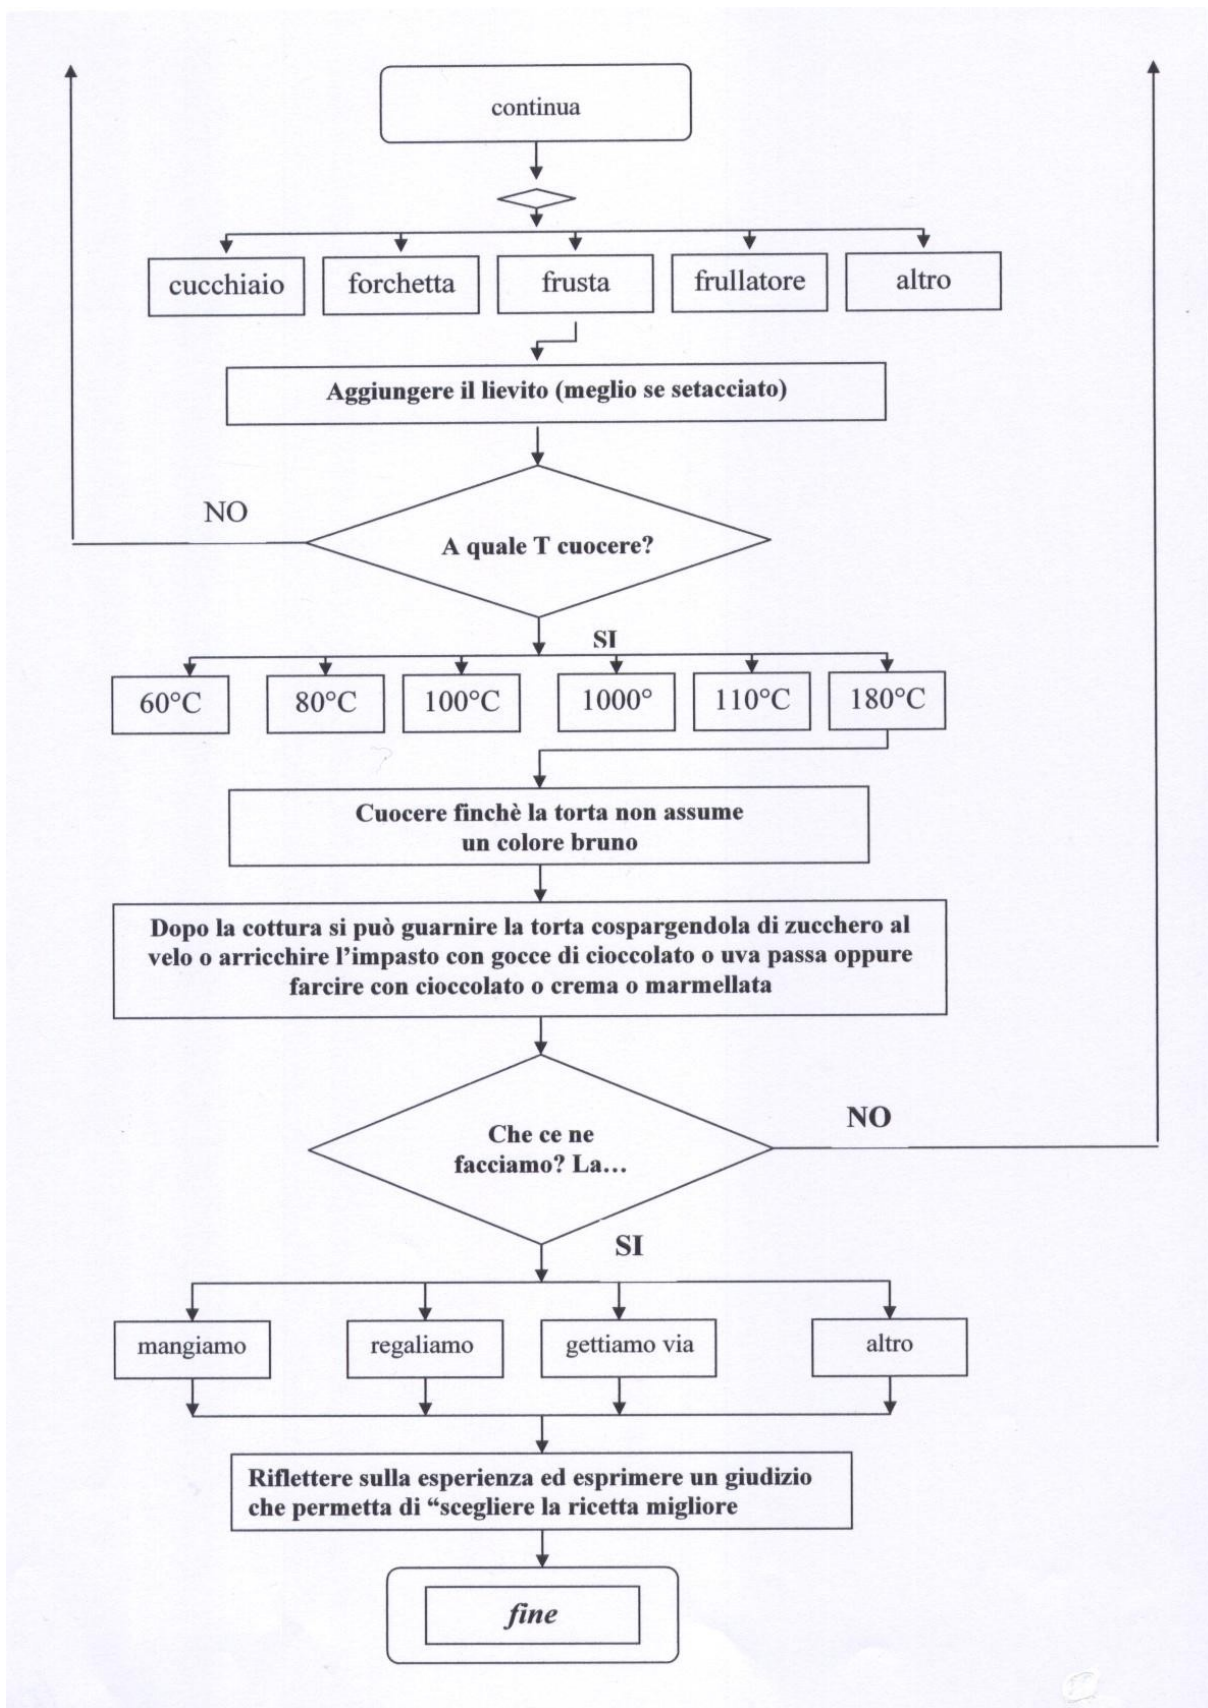 continua
cucchiaio
forchetta
frusta
frullatore
altro
Aggiungere il lievito (meglio se setacciato)
NO
A quale T cuocere?
SI
60°C
80°C
100°C
1000°
110°C
180°C
Cuocere finchè la torta non assume
un colore bruno
Dopo la cottura si può guarnire la torta cospargendola di zucchero al
velo o arricchire l’impasto con gocce di cioccolato o uva passa oppure
farcire con cioccolato o crema o marmellata
Che ce ne
facciamo? La…
NO
SI
mangiamo
regaliamo
gettiamo via
altro
Riflettere sulla esperienza ed esprimere un giudizio
che permetta di “scegliere la ricetta migliore
fine